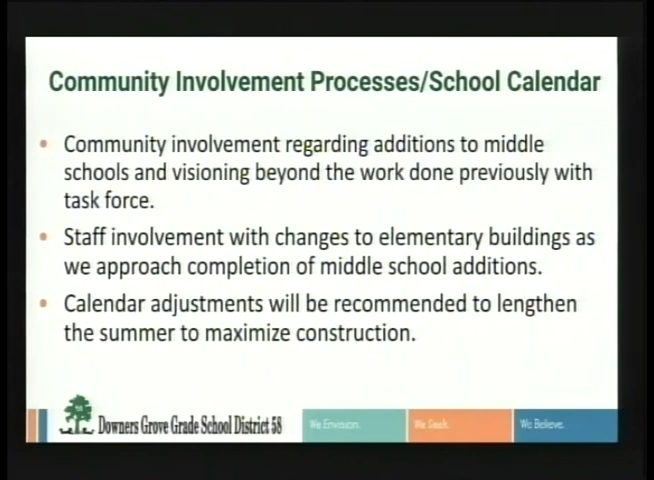 Community Involvement Processes/School Calendar
• Community involvement regarding additions to middle
schools and visioning beyond the work done previously with
task force.
• Staff involvement with changes to elementary buildings as
we approach completion of middle school additions.
• Calendar adjustments will be recommended to lengthen
the summer to maximize construction.
Downers Grove Grade School District 58
We Envision.
We Seek.
We Believe.